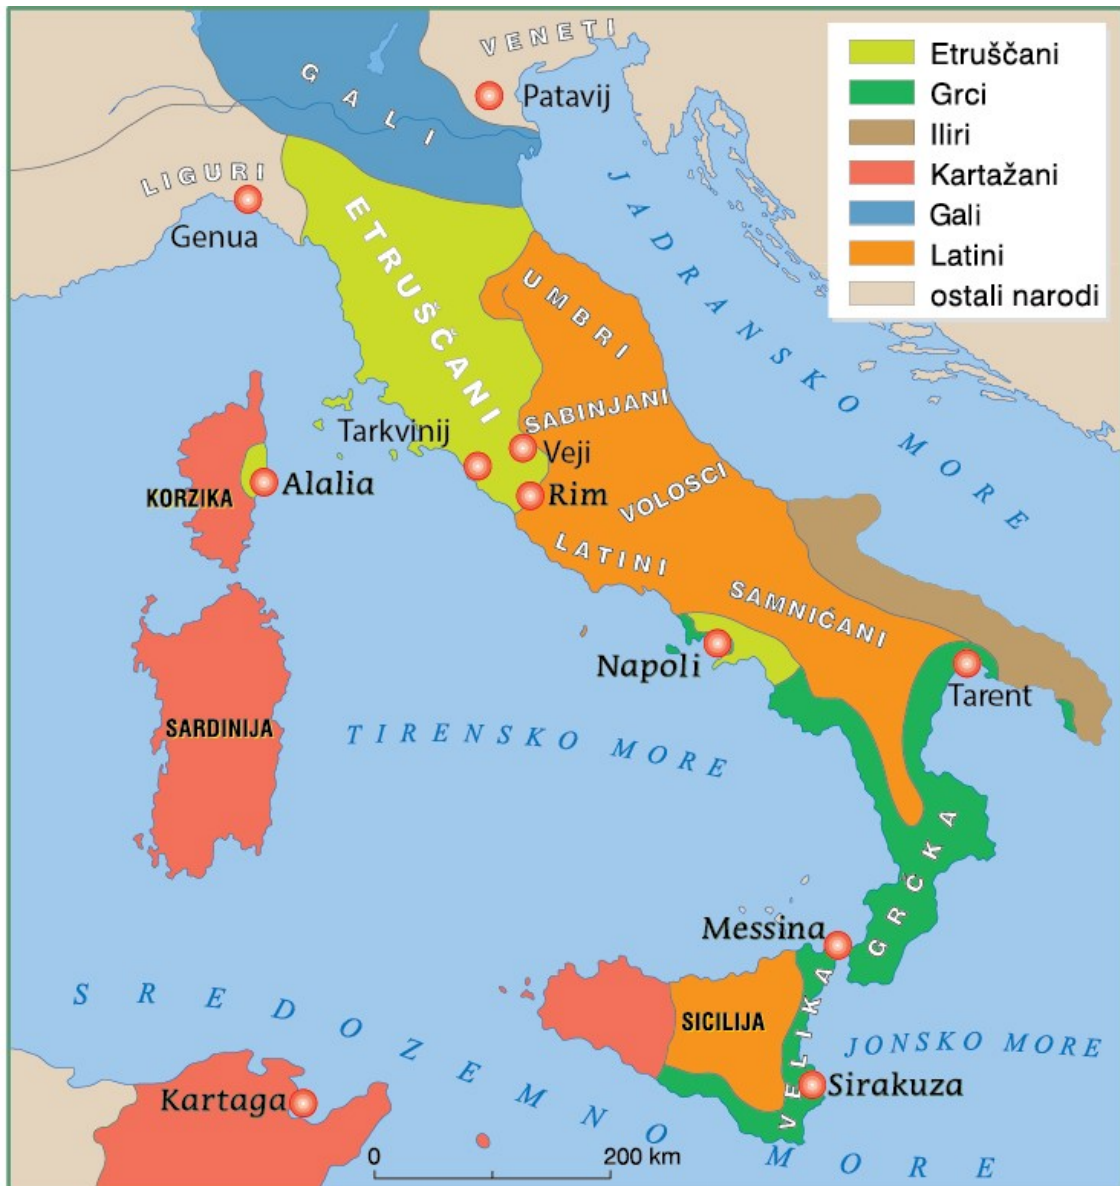 VENETI
GALI
Patavij
LIGURI
Genua
ETRUŠČANI
UMBRI
SABINJANI
Tarkvinij
Veji
Rim
KORZIKA
Alalia
VOLOSCI
LATINI
SAMNIĆANI
JADRANSKO MORE
Napoli
Tarent
SARDINIJA
TIRENSKO MORE
VELIKA GRČKA
Messina
SICILIJA
JONSKO MORE
Sirakuza
SREDOZEMNO MORE
Kartaga
0 200 km
Etruščani
Grci
Iliri
Kartažani
Gali
Latini
ostali narodi